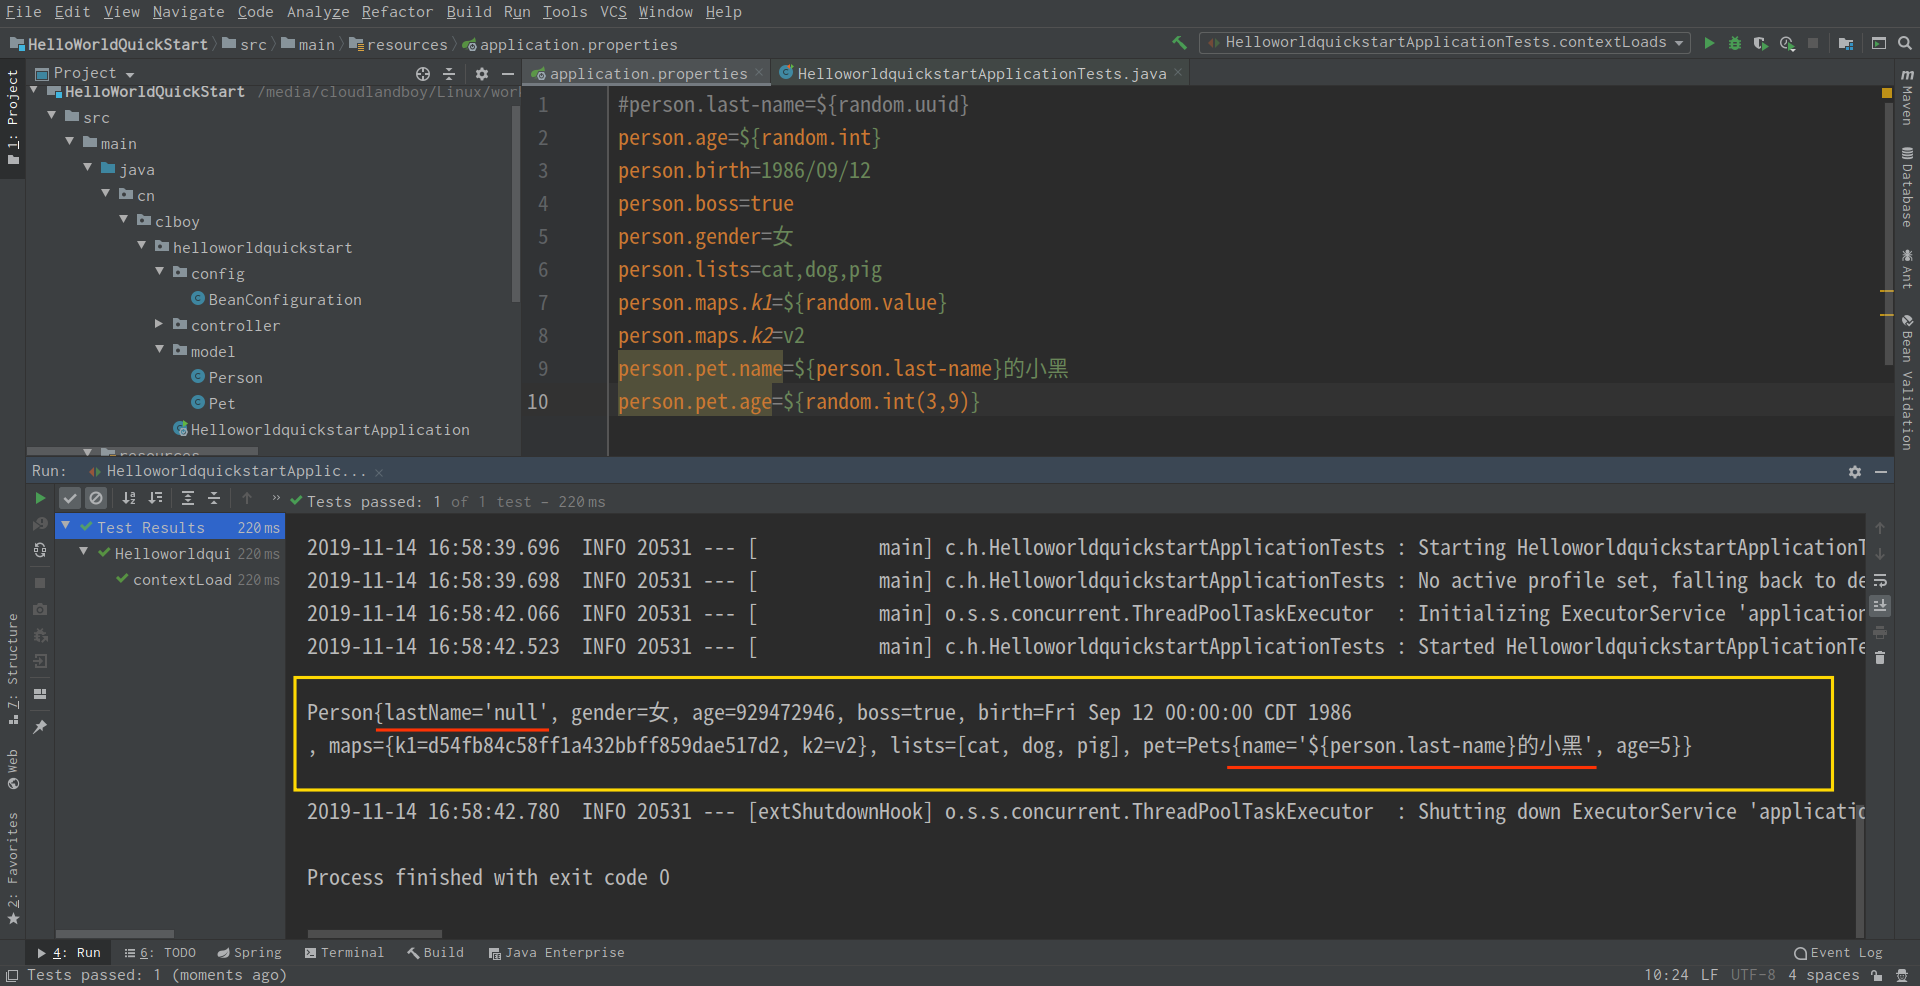 File Edit View Navigate Code Analyze Refactor Build Run Tools VCS Window Help
HelloWorldQuickStart src main resources application.properties
HelloworldquickstartApplicationTests.contextLoads
Project
application.properties
HelloworldquickstartApplicationTests.java
HelloWorldQuickStart /media/cloudlandboy/Linux/work
src
main
java
cn
clboy
helloworldquickstart
config
BeanConfiguration
controller
model
Person
Pet
HelloworldquickstartApplication
resources
1 #person.last-name=${random.uuid}
2 person.age=${random.int}
3 person.birth=1986/09/12
4 person.boss=true
5 person.gender=女
6 person.lists=cat,dog,pig
7 person.maps.k1=${random.value}
8 person.maps.k2=v2
9 person.pet.name=${person.last-name}的小黑
10 person.pet.age=${random.int(3,9)}
1: Project
7: Structure
Web
2: Favorites
m Maven
Database
Ant
Bean Validation
Run: HelloworldquickstartApplic...
Tests passed: 1 of 1 test – 220 ms
Test Results 220 ms
Helloworldqui 220 ms
contextLoad 220 ms
2019-11-14 16:58:39.696  INFO 20531 --- [           main] c.h.HelloworldquickstartApplicationTests : Starting HelloworldquickstartApplicationT
2019-11-14 16:58:39.698  INFO 20531 --- [           main] c.h.HelloworldquickstartApplicationTests : No active profile set, falling back to de
2019-11-14 16:58:42.066  INFO 20531 --- [           main] o.s.s.concurrent.ThreadPoolTaskExecutor  : Initializing ExecutorService 'application
2019-11-14 16:58:42.523  INFO 20531 --- [           main] c.h.HelloworldquickstartApplicationTests : Started HelloworldquickstartApplicationTe
Person{lastName='null', gender=女, age=929472946, boss=true, birth=Fri Sep 12 00:00:00 CDT 1986
, maps={k1=d54fb84c58ff1a432bbff859dae517d2, k2=v2}, lists=[cat, dog, pig], pet=Pets{name='${person.last-name}的小黑', age=5}}
2019-11-14 16:58:42.780  INFO 20531 --- [extShutdownHook] o.s.s.concurrent.ThreadPoolTaskExecutor  : Shutting down ExecutorService 'applicatio
Process finished with exit code 0
4: Run 6: TODO Spring Terminal Build Java Enterprise Event Log
Tests passed: 1 (moments ago) 10:24 LF UTF-8 4 spaces